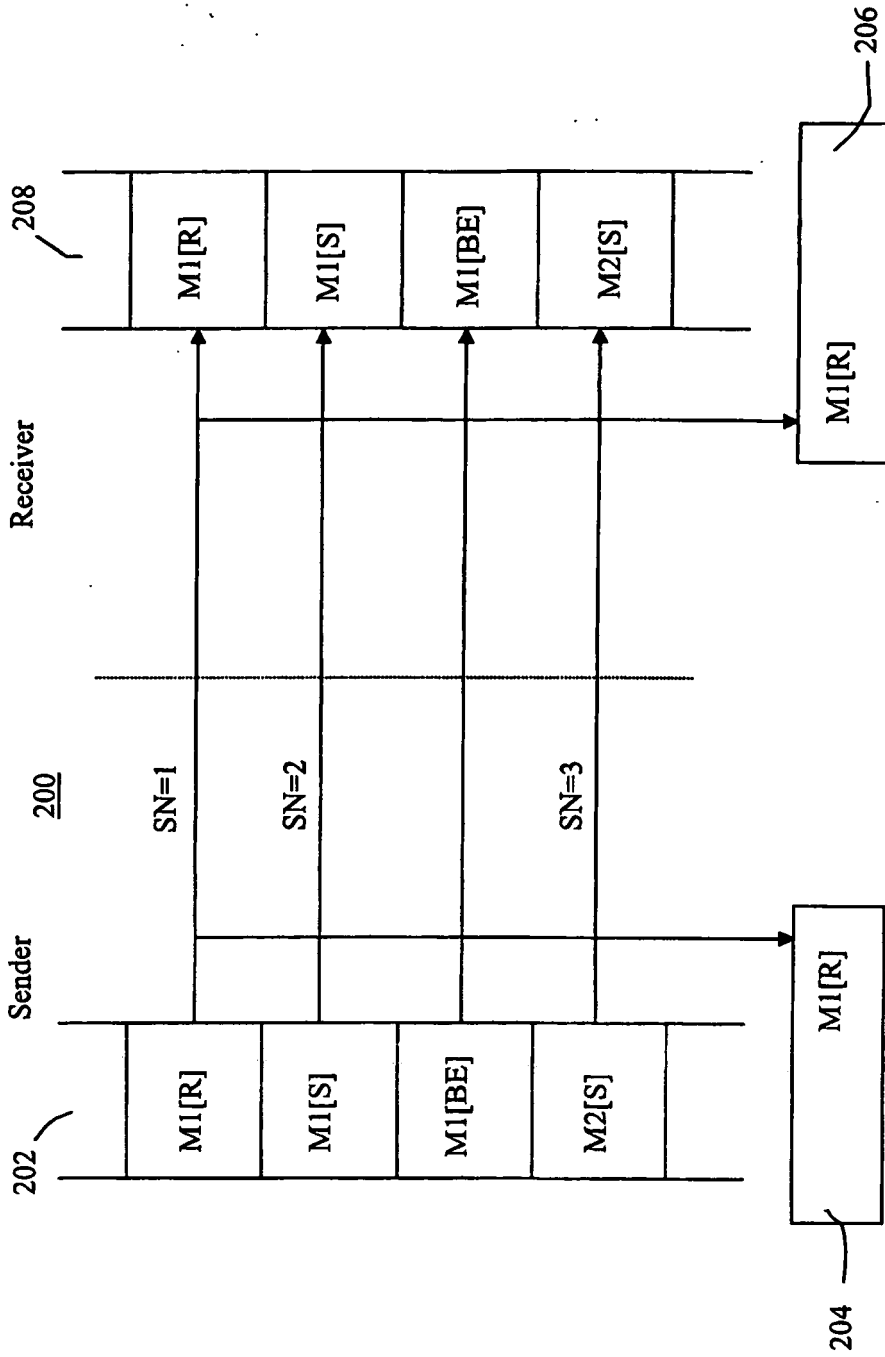 200
Sender
Receiver
202
208
M1[R]
SN=1
M1[R]
M1[S]
SN=2
M1[S]
M1[BE]
M1[BE]
M2[S]
SN=3
M2[S]
M1[R]
M1[R]
204
206